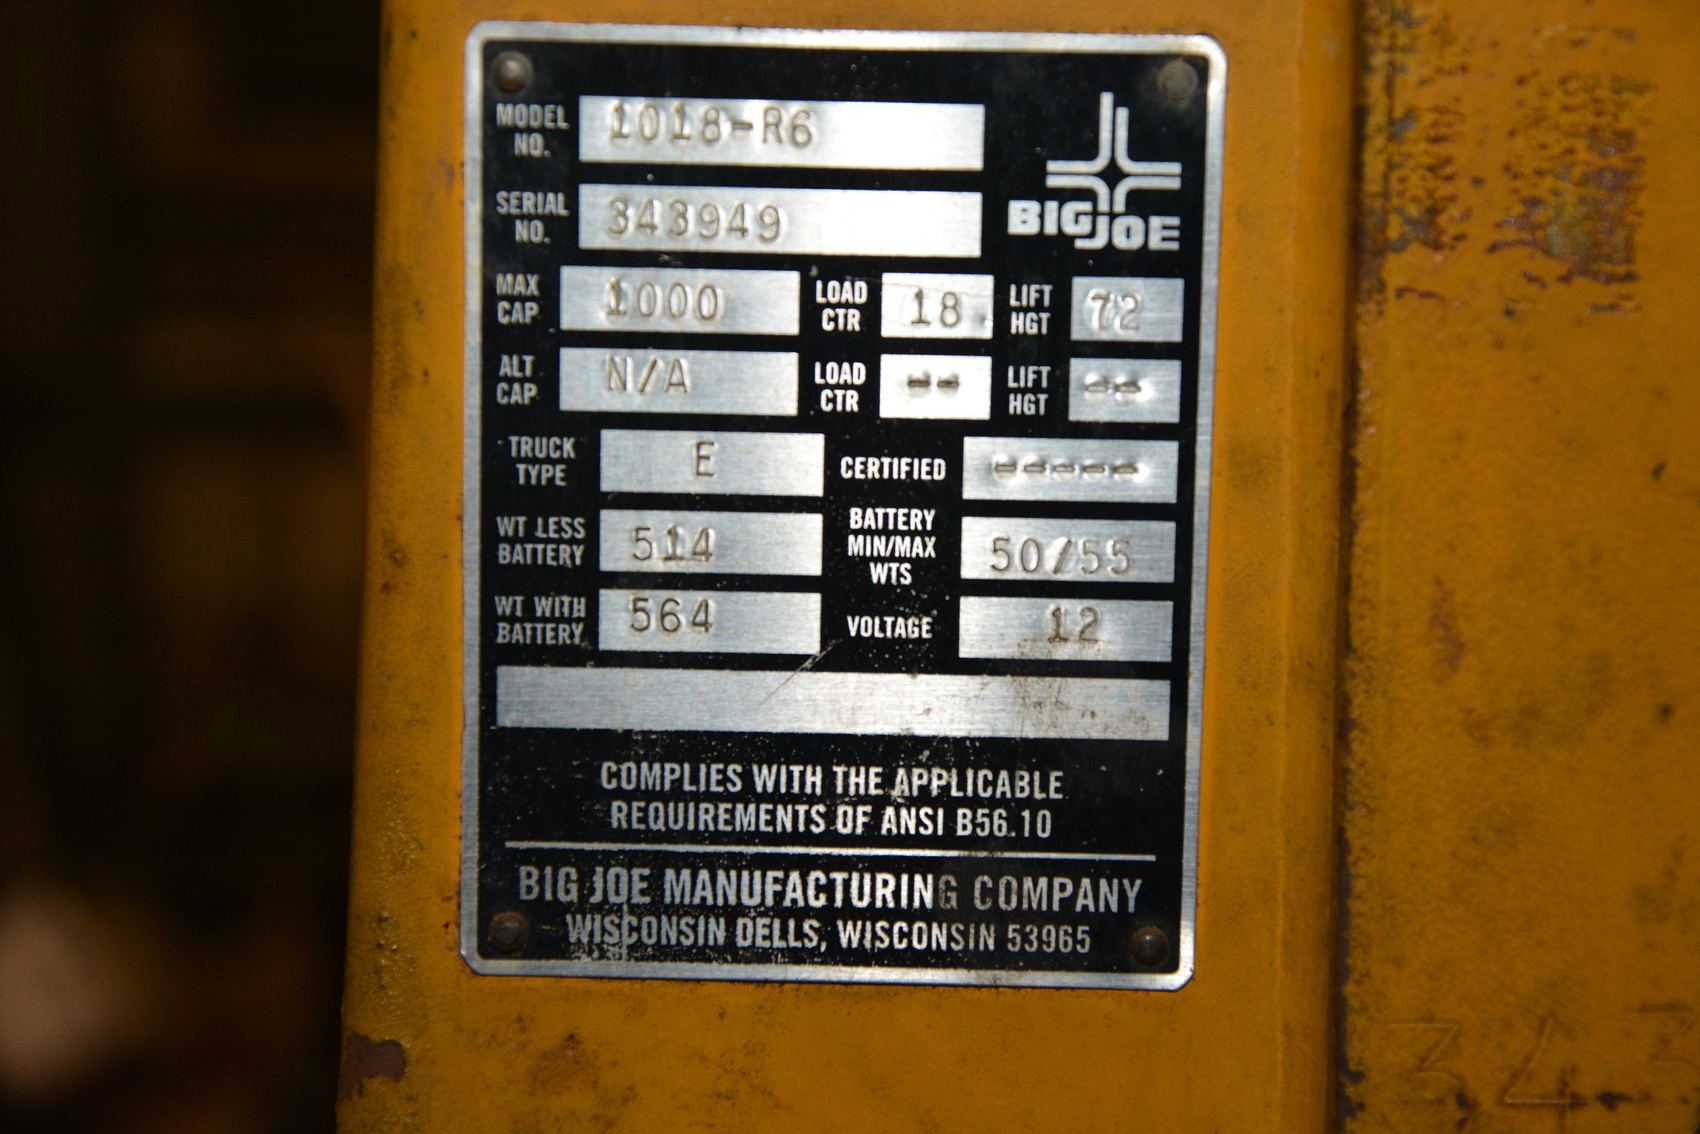 MODEL NO. 1018-R6
BIG JOE
SERIAL NO. 343949
MAX CAP 1000 LOAD CTR 18 LIFT HGT 72
ALT CAP N/A LOAD CTR -- LIFT HGT --
TRUCK TYPE E CERTIFIED -----
WT LESS BATTERY 514 BATTERY MIN/MAX WTS 50/55
WT WITH BATTERY 564 VOLTAGE 12
COMPLIES WITH THE APPLICABLE
REQUIREMENTS OF ANSI B56.10
BIG JOE MANUFACTURING COMPANY
WISCONSIN DELLS, WISCONSIN 53965
343